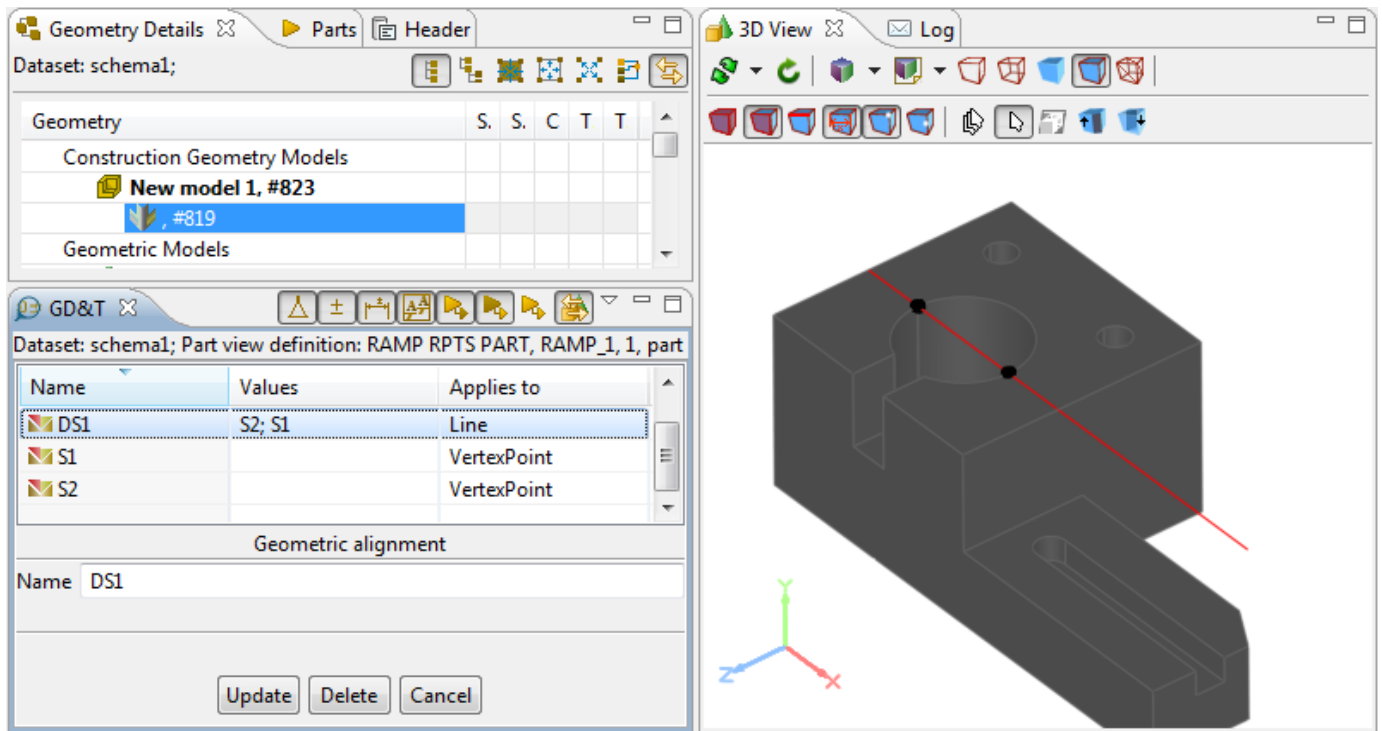 Geometry Details Parts Header
Dataset: schema1;
Geometry S. S. C T T
Construction Geometry Models
New model 1, #823
, #819
Geometric Models
GD&T
Dataset: schema1; Part view definition: RAMP RPTS PART, RAMP_1, 1, part
Name Values Applies to
DS1 S2; S1 Line
S1 VertexPoint
S2 VertexPoint
Geometric alignment
Name DS1
Update Delete Cancel
3D View Log
Y
Z X